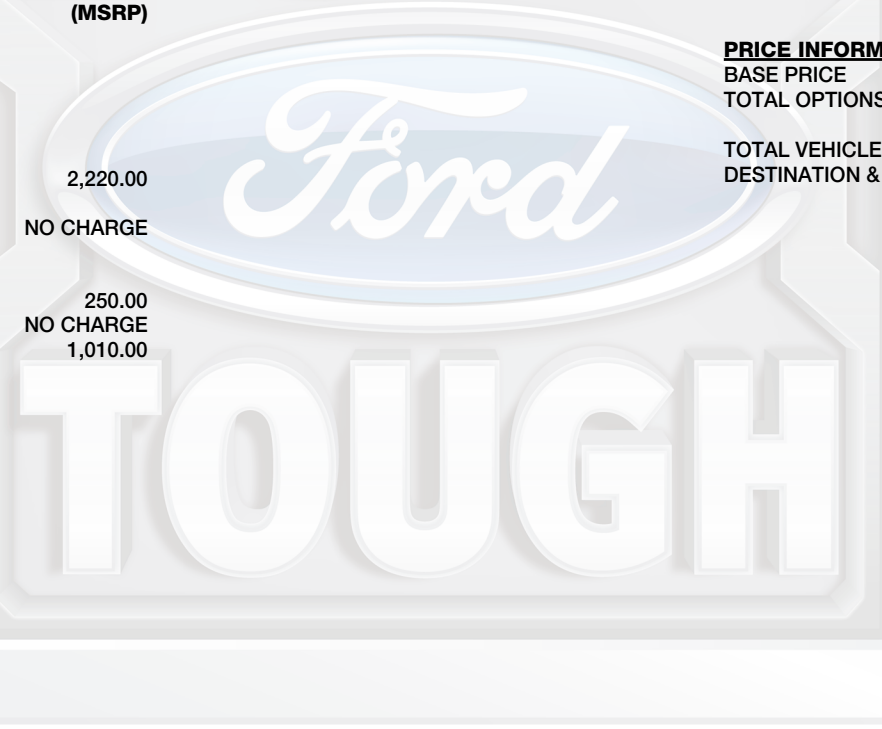 (MSRP)
2,220.00
NO CHARGE
250.00
NO CHARGE
1,010.00
PRICE INFORM
BASE PRICE
TOTAL OPTIONS
TOTAL VEHICLE
DESTINATION &
Ford
TOUGH